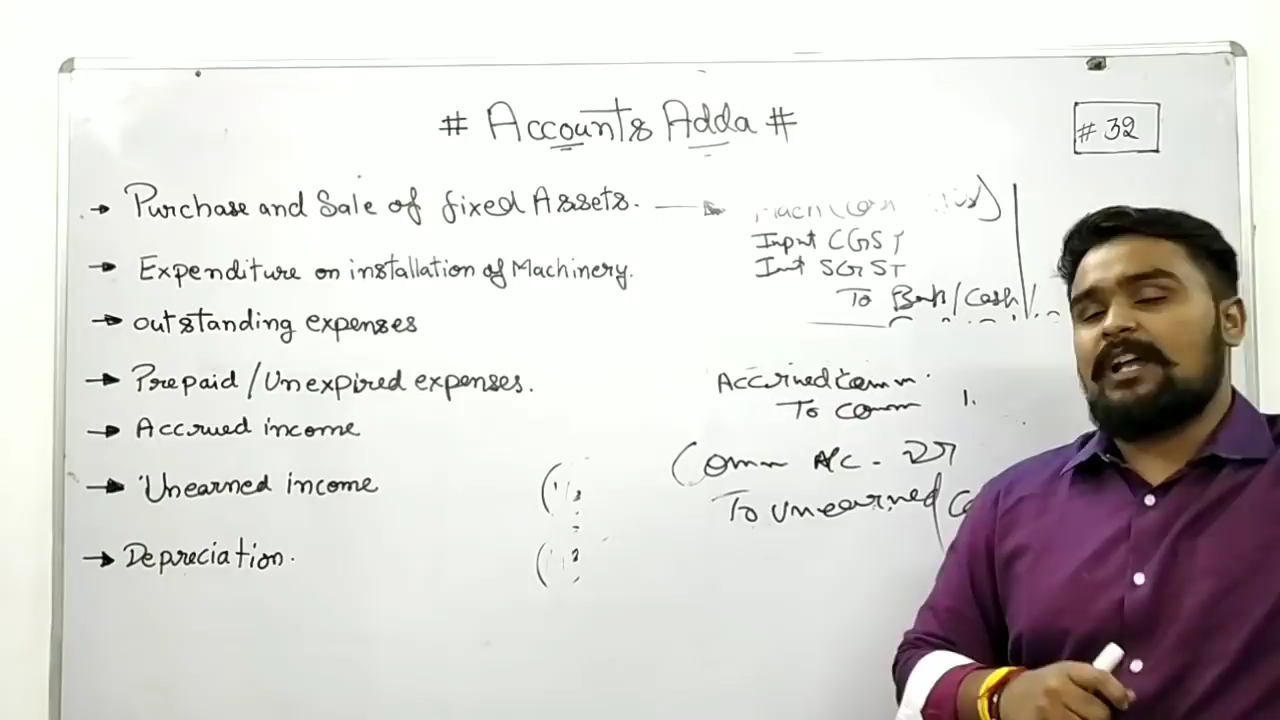 # Accounts Adda #
# 32
→ Purchase and Sale of fixed Assets. →
Input CGST
SGST
To Bank/Cash
→ Expenditure on installation of Machinery.
→ outstanding expenses
→ Prepaid/Unexpired expenses.
→ Accrued income
→ Unearned income
→ Depreciation.
Accrued comm.
To comm
Comm A/c - Dr
To unearned